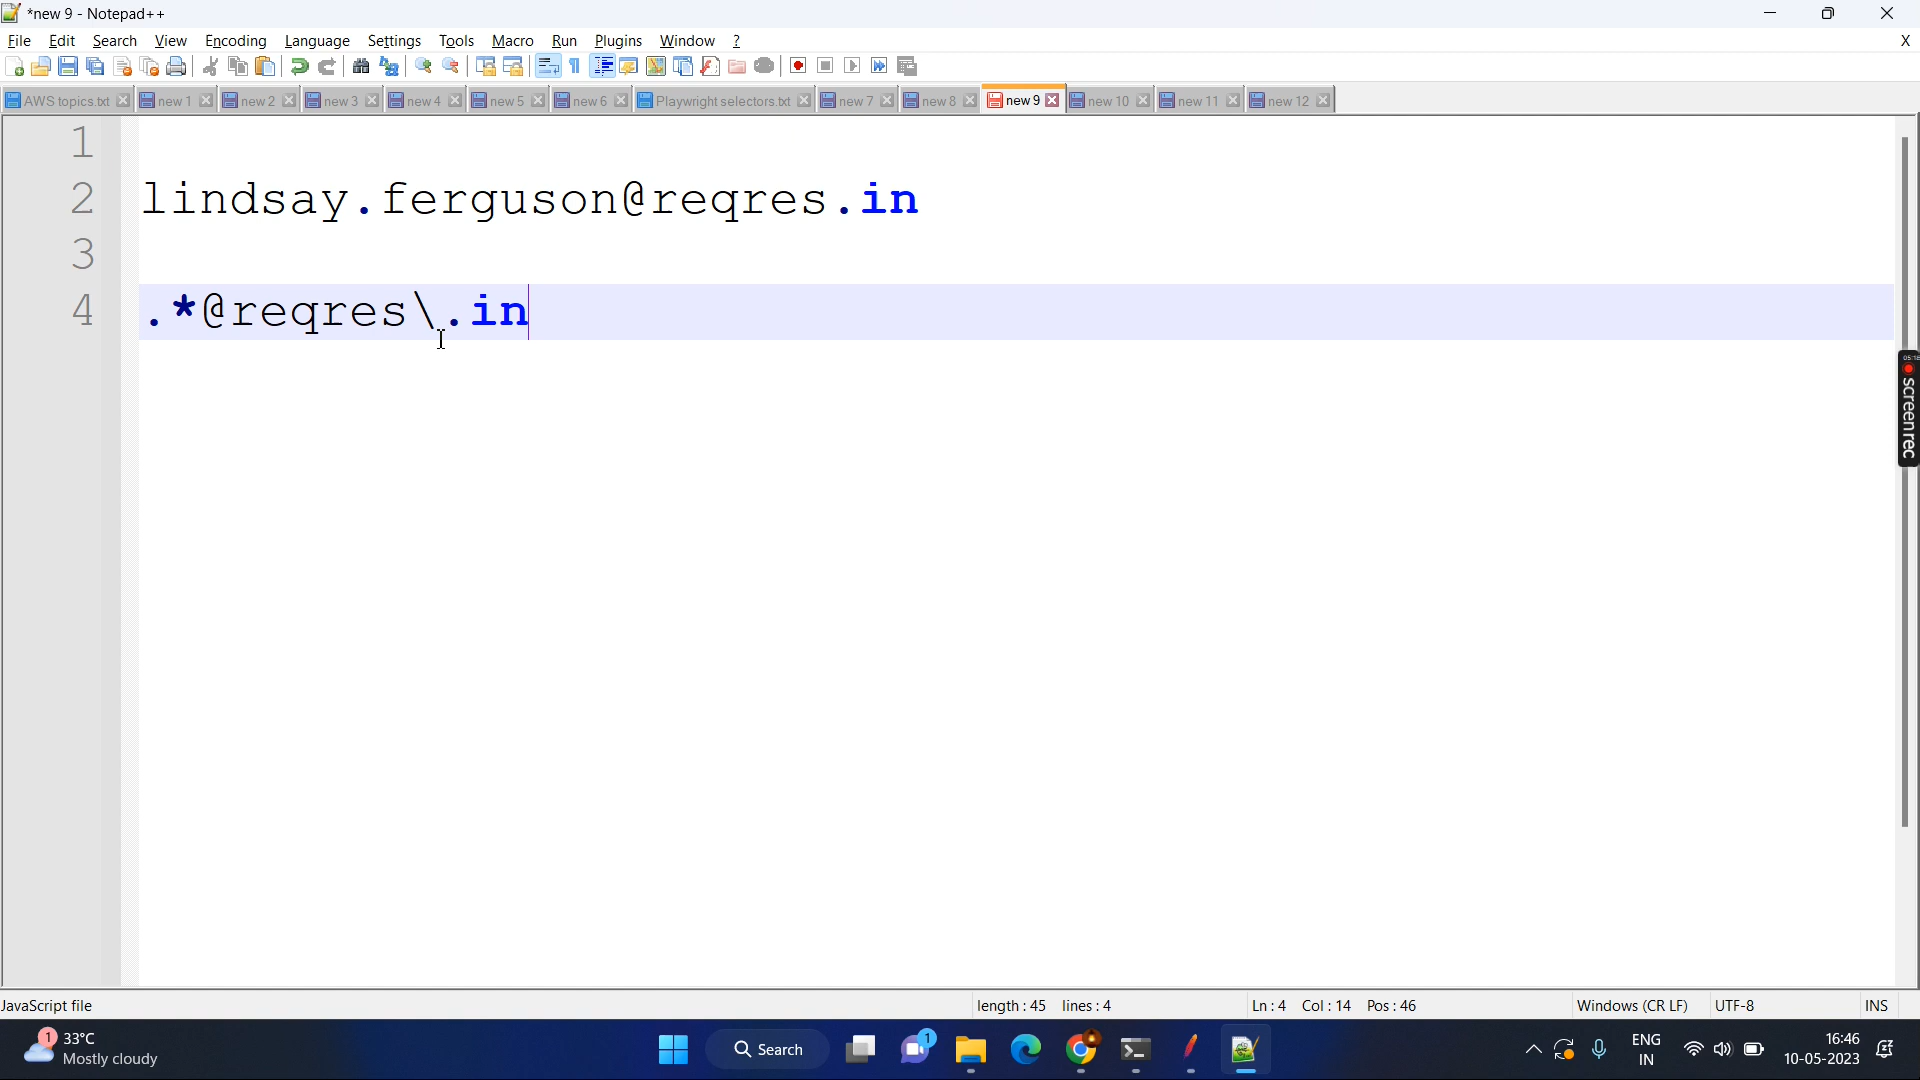 *new 9 - Notepad++
File Edit Search View Encoding Language Settings Tools Macro Run Plugins Window ? X
AWS topics.txt new 1 new 2 new 3 new 4 new 5 new 6 Playwright selectors.txt new 7 new 8 new 9 new 10 new 11 new 12
1
2 lindsay.ferguson@reqres.in
3
4 .*@reqres\.in
screenrec
JavaScript file length : 45 lines : 4 Ln : 4 Col : 14 Pos : 46 Windows (CR LF) UTF-8 INS
1 33°C
Mostly cloudy
Search
1
ENG
IN
16:46
10-05-2023